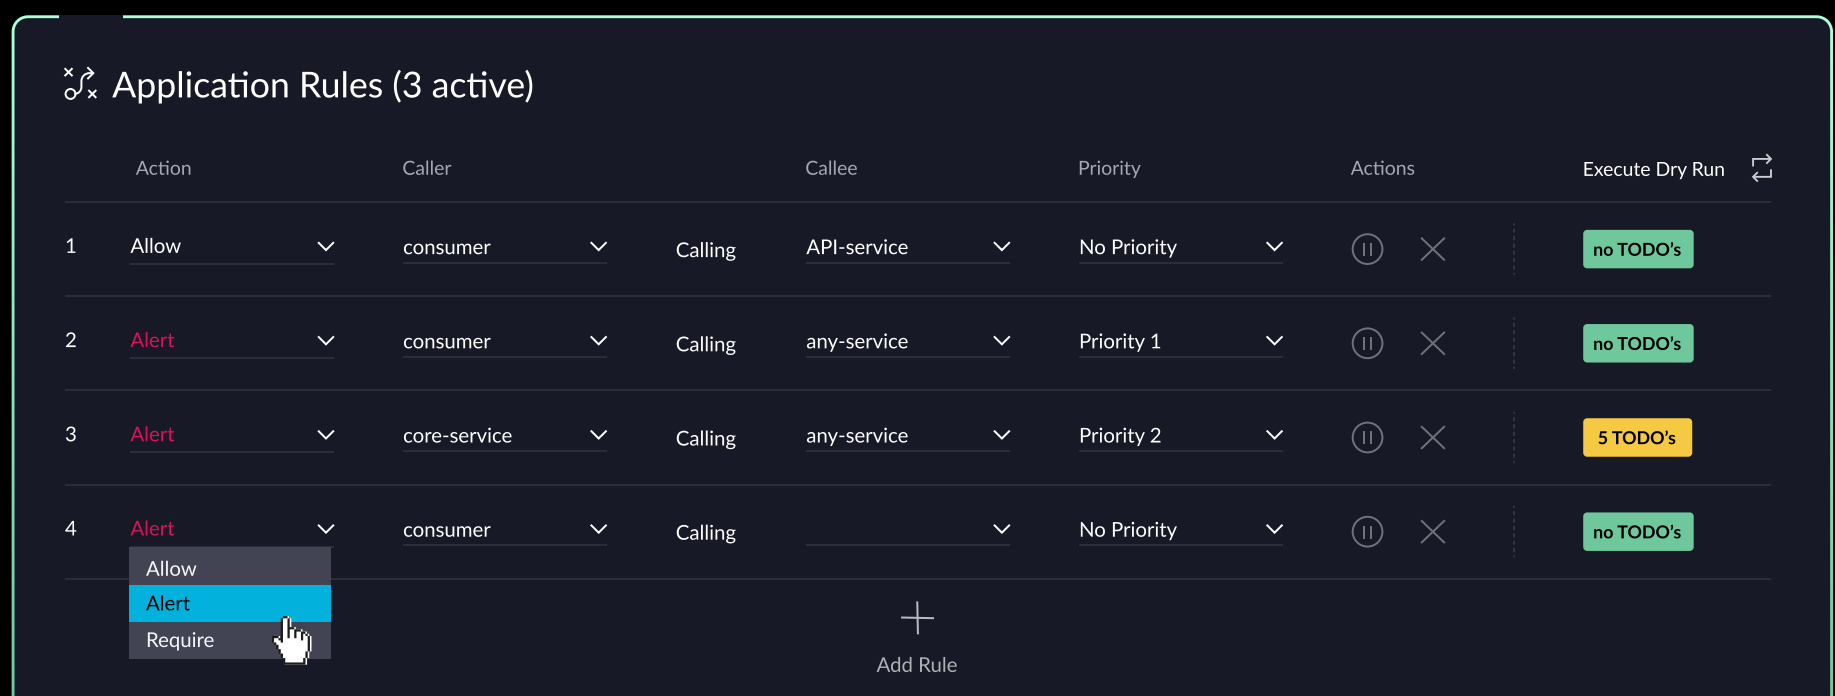 Application Rules (3 active)
Action Caller Callee Priority Actions Execute Dry Run
1 Allow consumer Calling API-service No Priority no TODO’s
2 Alert consumer Calling any-service Priority 1 no TODO’s
3 Alert core-service Calling any-service Priority 2 5 TODO’s
4 Alert consumer Calling No Priority no TODO’s
Allow
Alert
Require
Add Rule